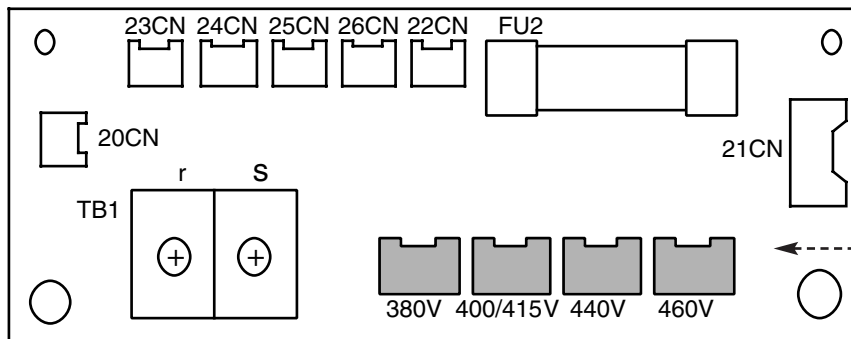 23CN 24CN 25CN 26CN 22CN FU2
20CN
21CN
r S
TB1
380V 400/415V 440V 460V